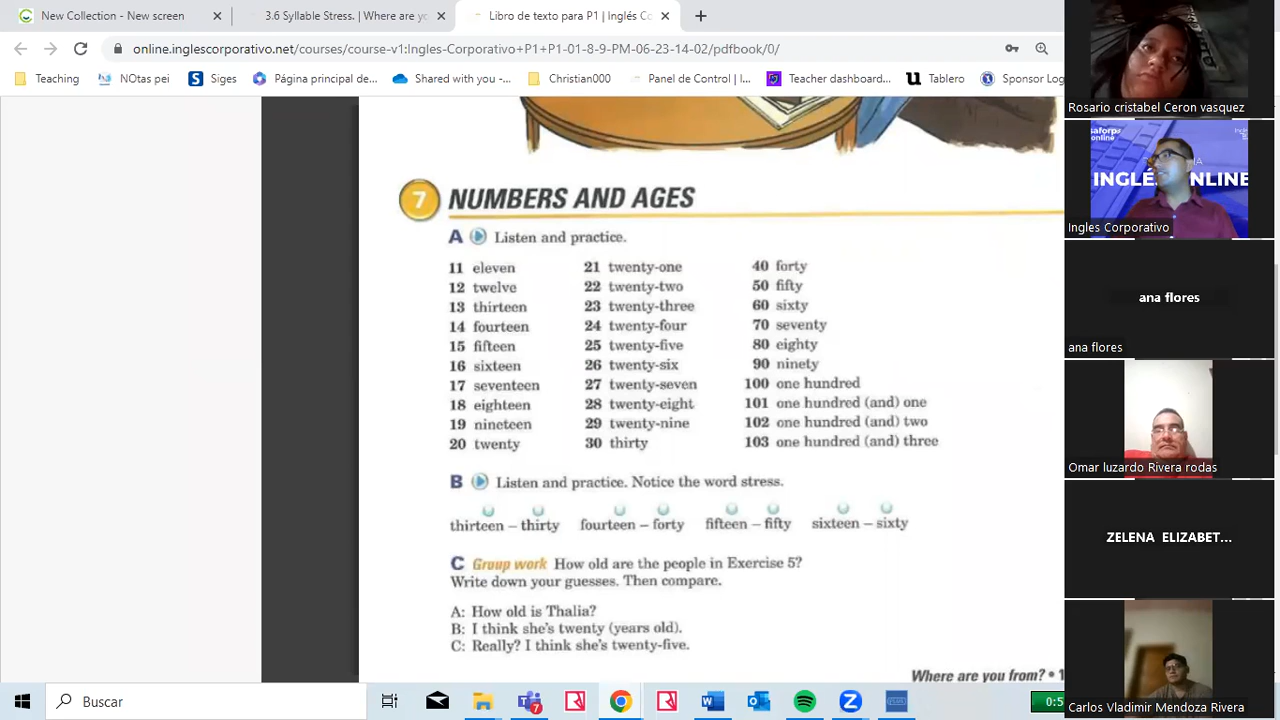 New Collection - New screen
3.6 Syllable Stress. | Where are yo
Libro de texto para P1 | Inglés Co
online.inglescorporativo.net/courses/course-v1:Ingles-Corporativo+P1+P1-01-8-9-PM-06-23-14-02/pdfbook/0/
Teaching
NOtas pei
Siges
Página principal de...
Shared with you -...
Christian000
Panel de Control | I...
Teacher dashboard...
Tablero
Sponsor Log
7 NUMBERS AND AGES
A Listen and practice.
11 eleven 21 twenty-one 40 forty
12 twelve 22 twenty-two 50 fifty
13 thirteen 23 twenty-three 60 sixty
14 fourteen 24 twenty-four 70 seventy
15 fifteen 25 twenty-five 80 eighty
16 sixteen 26 twenty-six 90 ninety
17 seventeen 27 twenty-seven 100 one hundred
18 eighteen 28 twenty-eight 101 one hundred (and) one
19 nineteen 29 twenty-nine 102 one hundred (and) two
20 twenty 30 thirty 103 one hundred (and) three
B Listen and practice. Notice the word stress.
thirteen – thirty fourteen – forty fifteen – fifty sixteen – sixty
C Group work How old are the people in Exercise 5?
Write down your guesses. Then compare.
A: How old is Thalia?
B: I think she's twenty (years old).
C: Really? I think she's twenty-five.
Where are you from? • 1
Buscar
7
0:5
Rosario cristabel Ceron vasquez
INGLÉ NLINE
Ingles Corporativo
ana flores
ana flores
Omar luzardo Rivera rodas
ZELENA ELIZABET...
Carlos Vladimir Mendoza Rivera